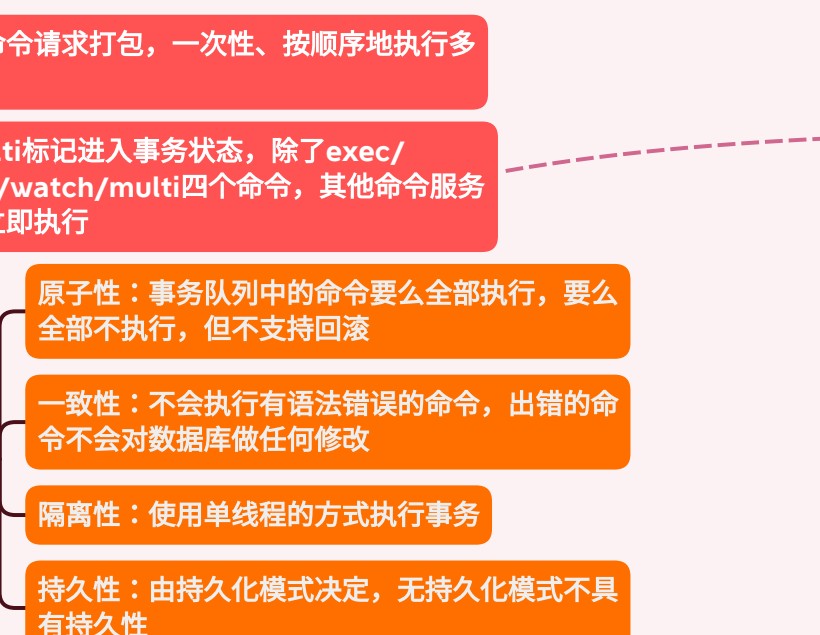 令请求打包，一次性、按顺序地执行多
ti标记进入事务状态，除了exec/
/watch/multi四个命令，其他命令服务
即执行
原子性：事务队列中的命令要么全部执行，要么
全部不执行，但不支持回滚
一致性：不会执行有语法错误的命令，出错的命
令不会对数据库做任何修改
隔离性：使用单线程的方式执行事务
持久性：由持久化模式决定，无持久化模式不具
有持久性